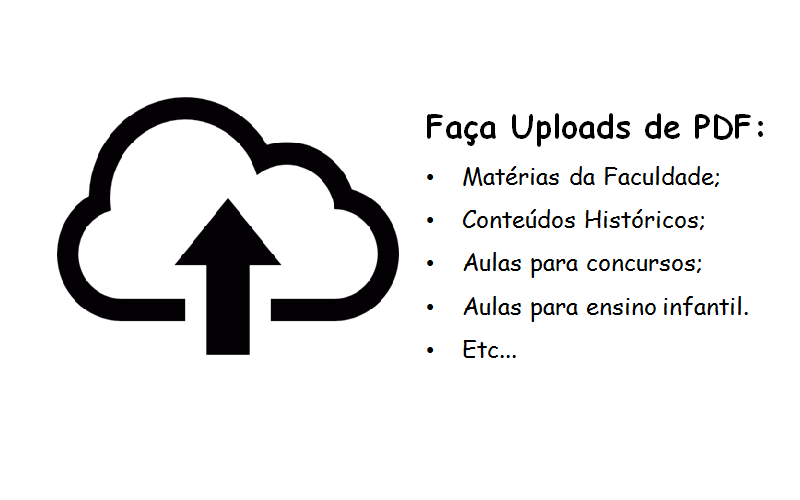 Faça Uploads de PDF:
• Matérias da Faculdade;
• Conteúdos Históricos;
• Aulas para concursos;
• Aulas para ensino infantil.
• Etc...